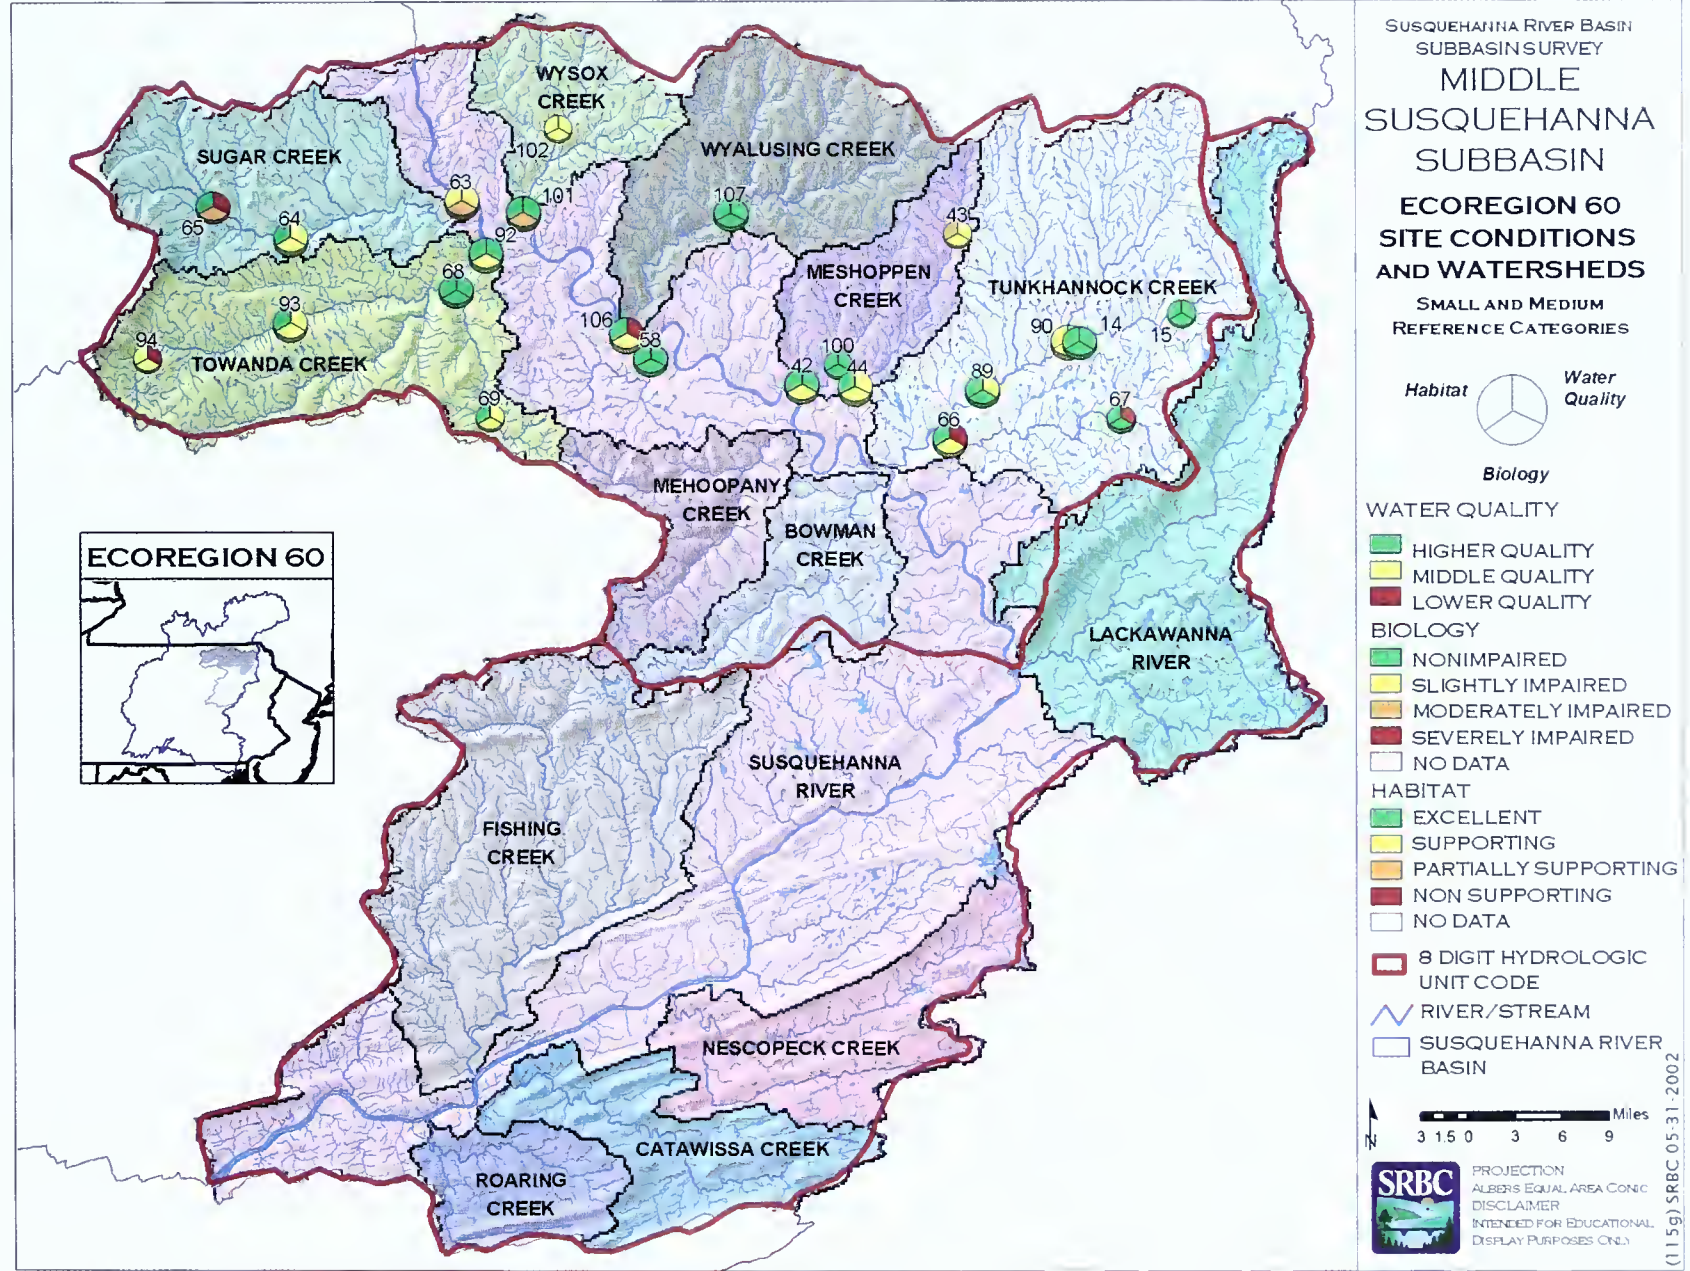 SUSQUEHANNA RIVER BASIN
SUBBASIN SURVEY
MIDDLE
SUSQUEHANNA
SUBBASIN
ECOREGION 60
SITE CONDITIONS
AND WATERSHEDS
SMALL AND MEDIUM
REFERENCE CATEGORIES
Habitat
Water
Quality
Biology
WATER QUALITY
HIGHER QUALITY
MIDDLE QUALITY
LOWER QUALITY
BIOLOGY
NONIMPAIRED
SLIGHTLY IMPAIRED
MODERATELY IMPAIRED
SEVERELY IMPAIRED
NO DATA
HABITAT
EXCELLENT
SUPPORTING
PARTIALLY SUPPORTING
NON SUPPORTING
NO DATA
8 DIGIT HYDROLOGIC
UNIT CODE
RIVER/STREAM
SUSQUEHANNA RIVER
BASIN
N
Miles
3 1.5 0 3 6 9
SRBC
PROJECTION
ALBERS EQUAL AREA CONIC
DISCLAIMER
INTENDED FOR EDUCATIONAL
DISPLAY PURPOSES ONLY
(115g) SRBC 05-31-2002
WYSOX
CREEK
102
SUGAR CREEK
WYALUSING CREEK
63
101
107
65
64
92
43
68
MESHOPPEN
CREEK
TUNKHANNOCK CREEK
93
106
58
90
14
15
94
TOWANDA CREEK
100
42
44
89
69
66
67
MEHOOPANY
CREEK
BOWMAN
CREEK
ECOREGION 60
LACKAWANNA
RIVER
SUSQUEHANNA
RIVER
FISHING
CREEK
NESCOPECK CREEK
CATAWISSA CREEK
ROARING
CREEK